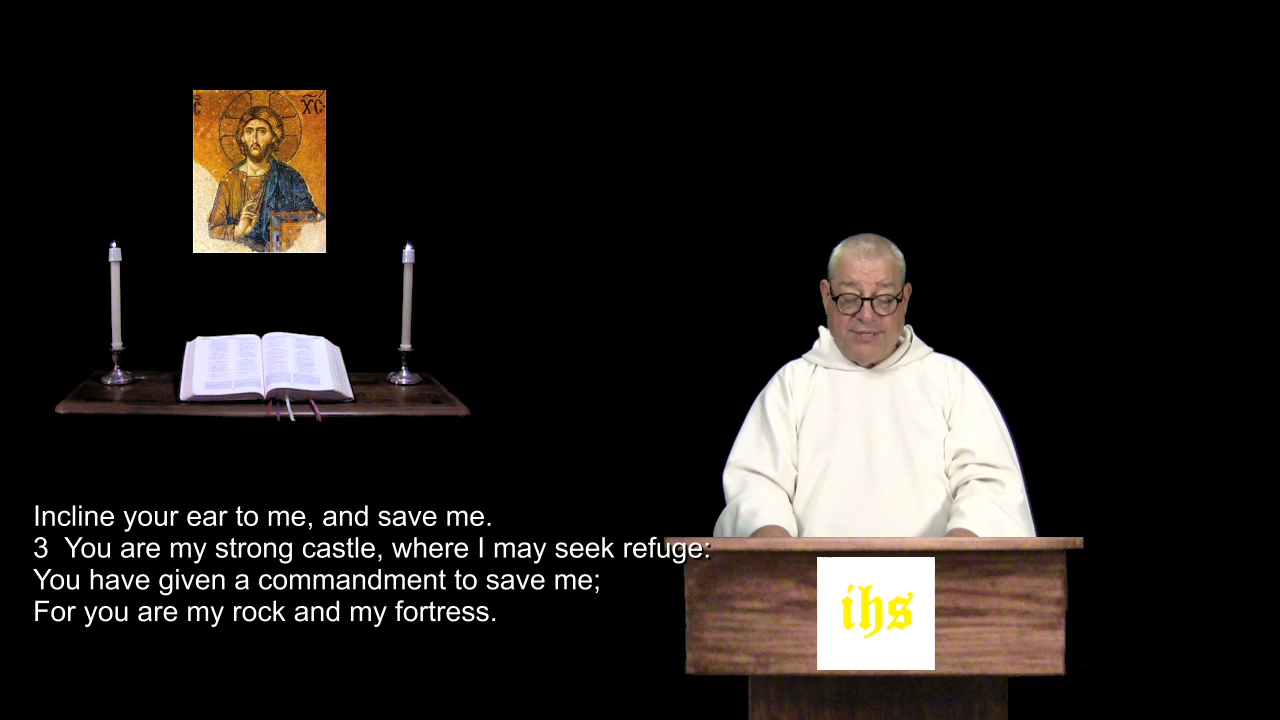 XC
Incline your ear to me, and save me.
3 You are my strong castle, where I may seek refuge:
You have given a commandment to save me;
For you are my rock and my fortress.
ihs